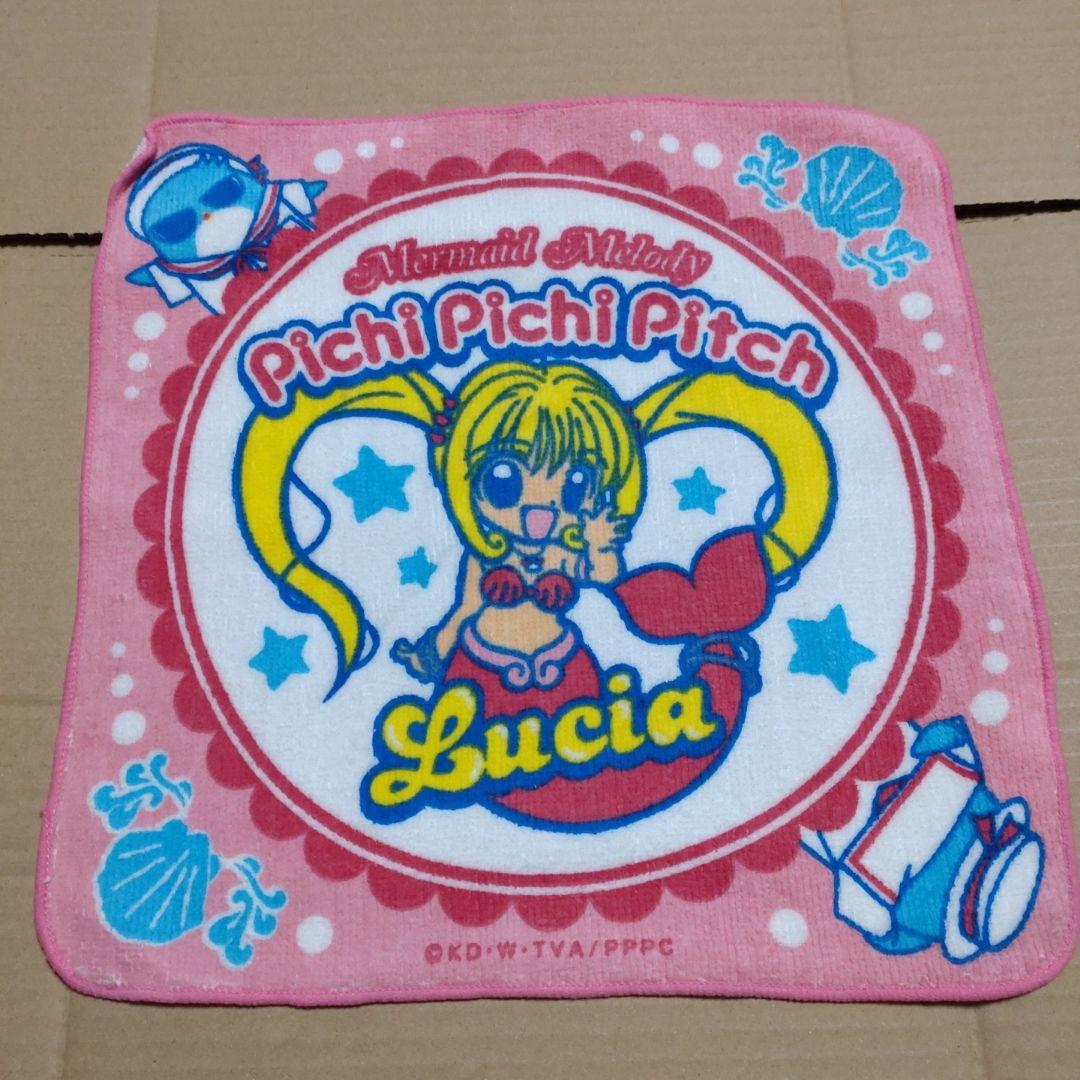 Mermaid Melody
Pichi Pichi Pitch
Lucia
©KD・W・TVA/PPPC